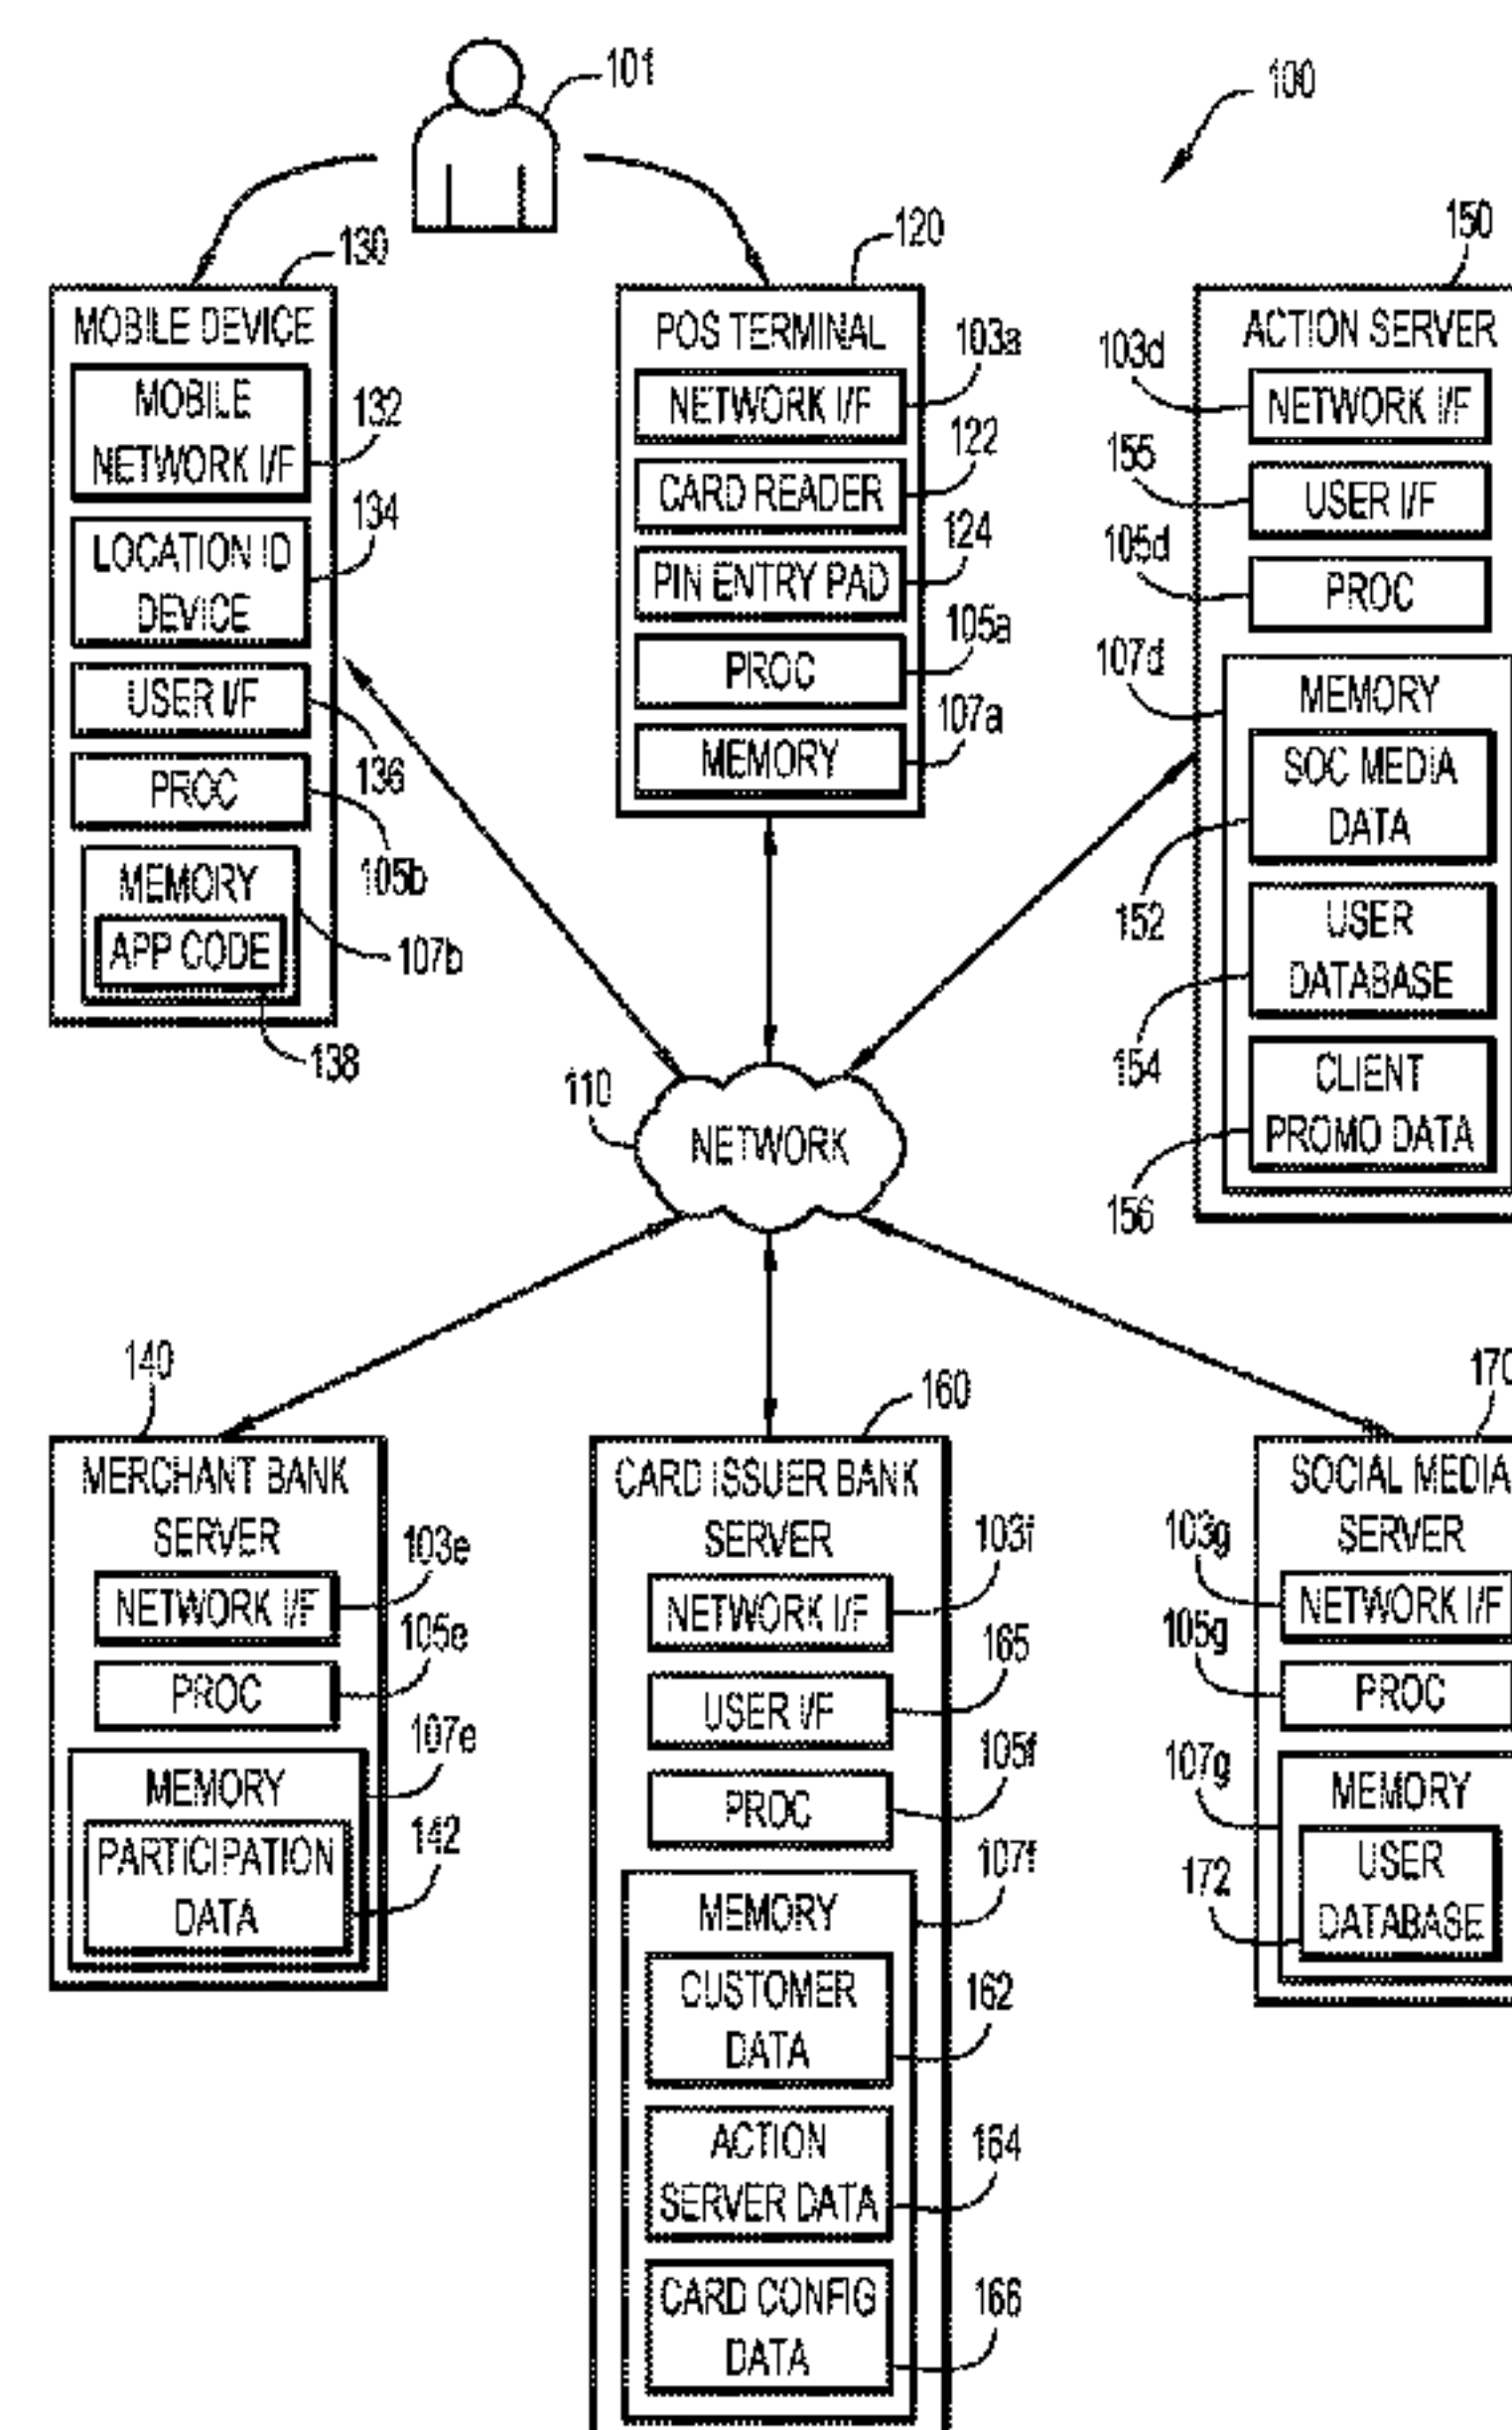 101
100
130
120
150
MOBILE DEVICE
MOBILE
NETWORK I/F
132
LOCATION ID
DEVICE
134
USER I/F
136
PROC
105b
MEMORY
107b
APP CODE
138
POS TERMINAL
NETWORK I/F
103a
CARD READER
122
PIN ENTRY PAD
124
PROC
105a
MEMORY
107a
ACTION SERVER
103d
NETWORK I/F
155
USER I/F
105d
PROC
107d
MEMORY
SOC MEDIA
DATA
152
USER
DATABASE
154
CLIENT
PROMO DATA
156
110
NETWORK
140
160
170
MERCHANT BANK
SERVER
NETWORK I/F
103e
PROC
105e
MEMORY
107e
PARTICIPATION
DATA
142
CARD ISSUER BANK
SERVER
NETWORK I/F
103f
USER I/F
165
PROC
105f
MEMORY
107f
CUSTOMER
DATA
162
ACTION
SERVER DATA
164
CARD CONFIG
DATA
166
SOCIAL MEDIA
SERVER
103g
NETWORK I/F
105g
PROC
107g
MEMORY
172
USER
DATABASE